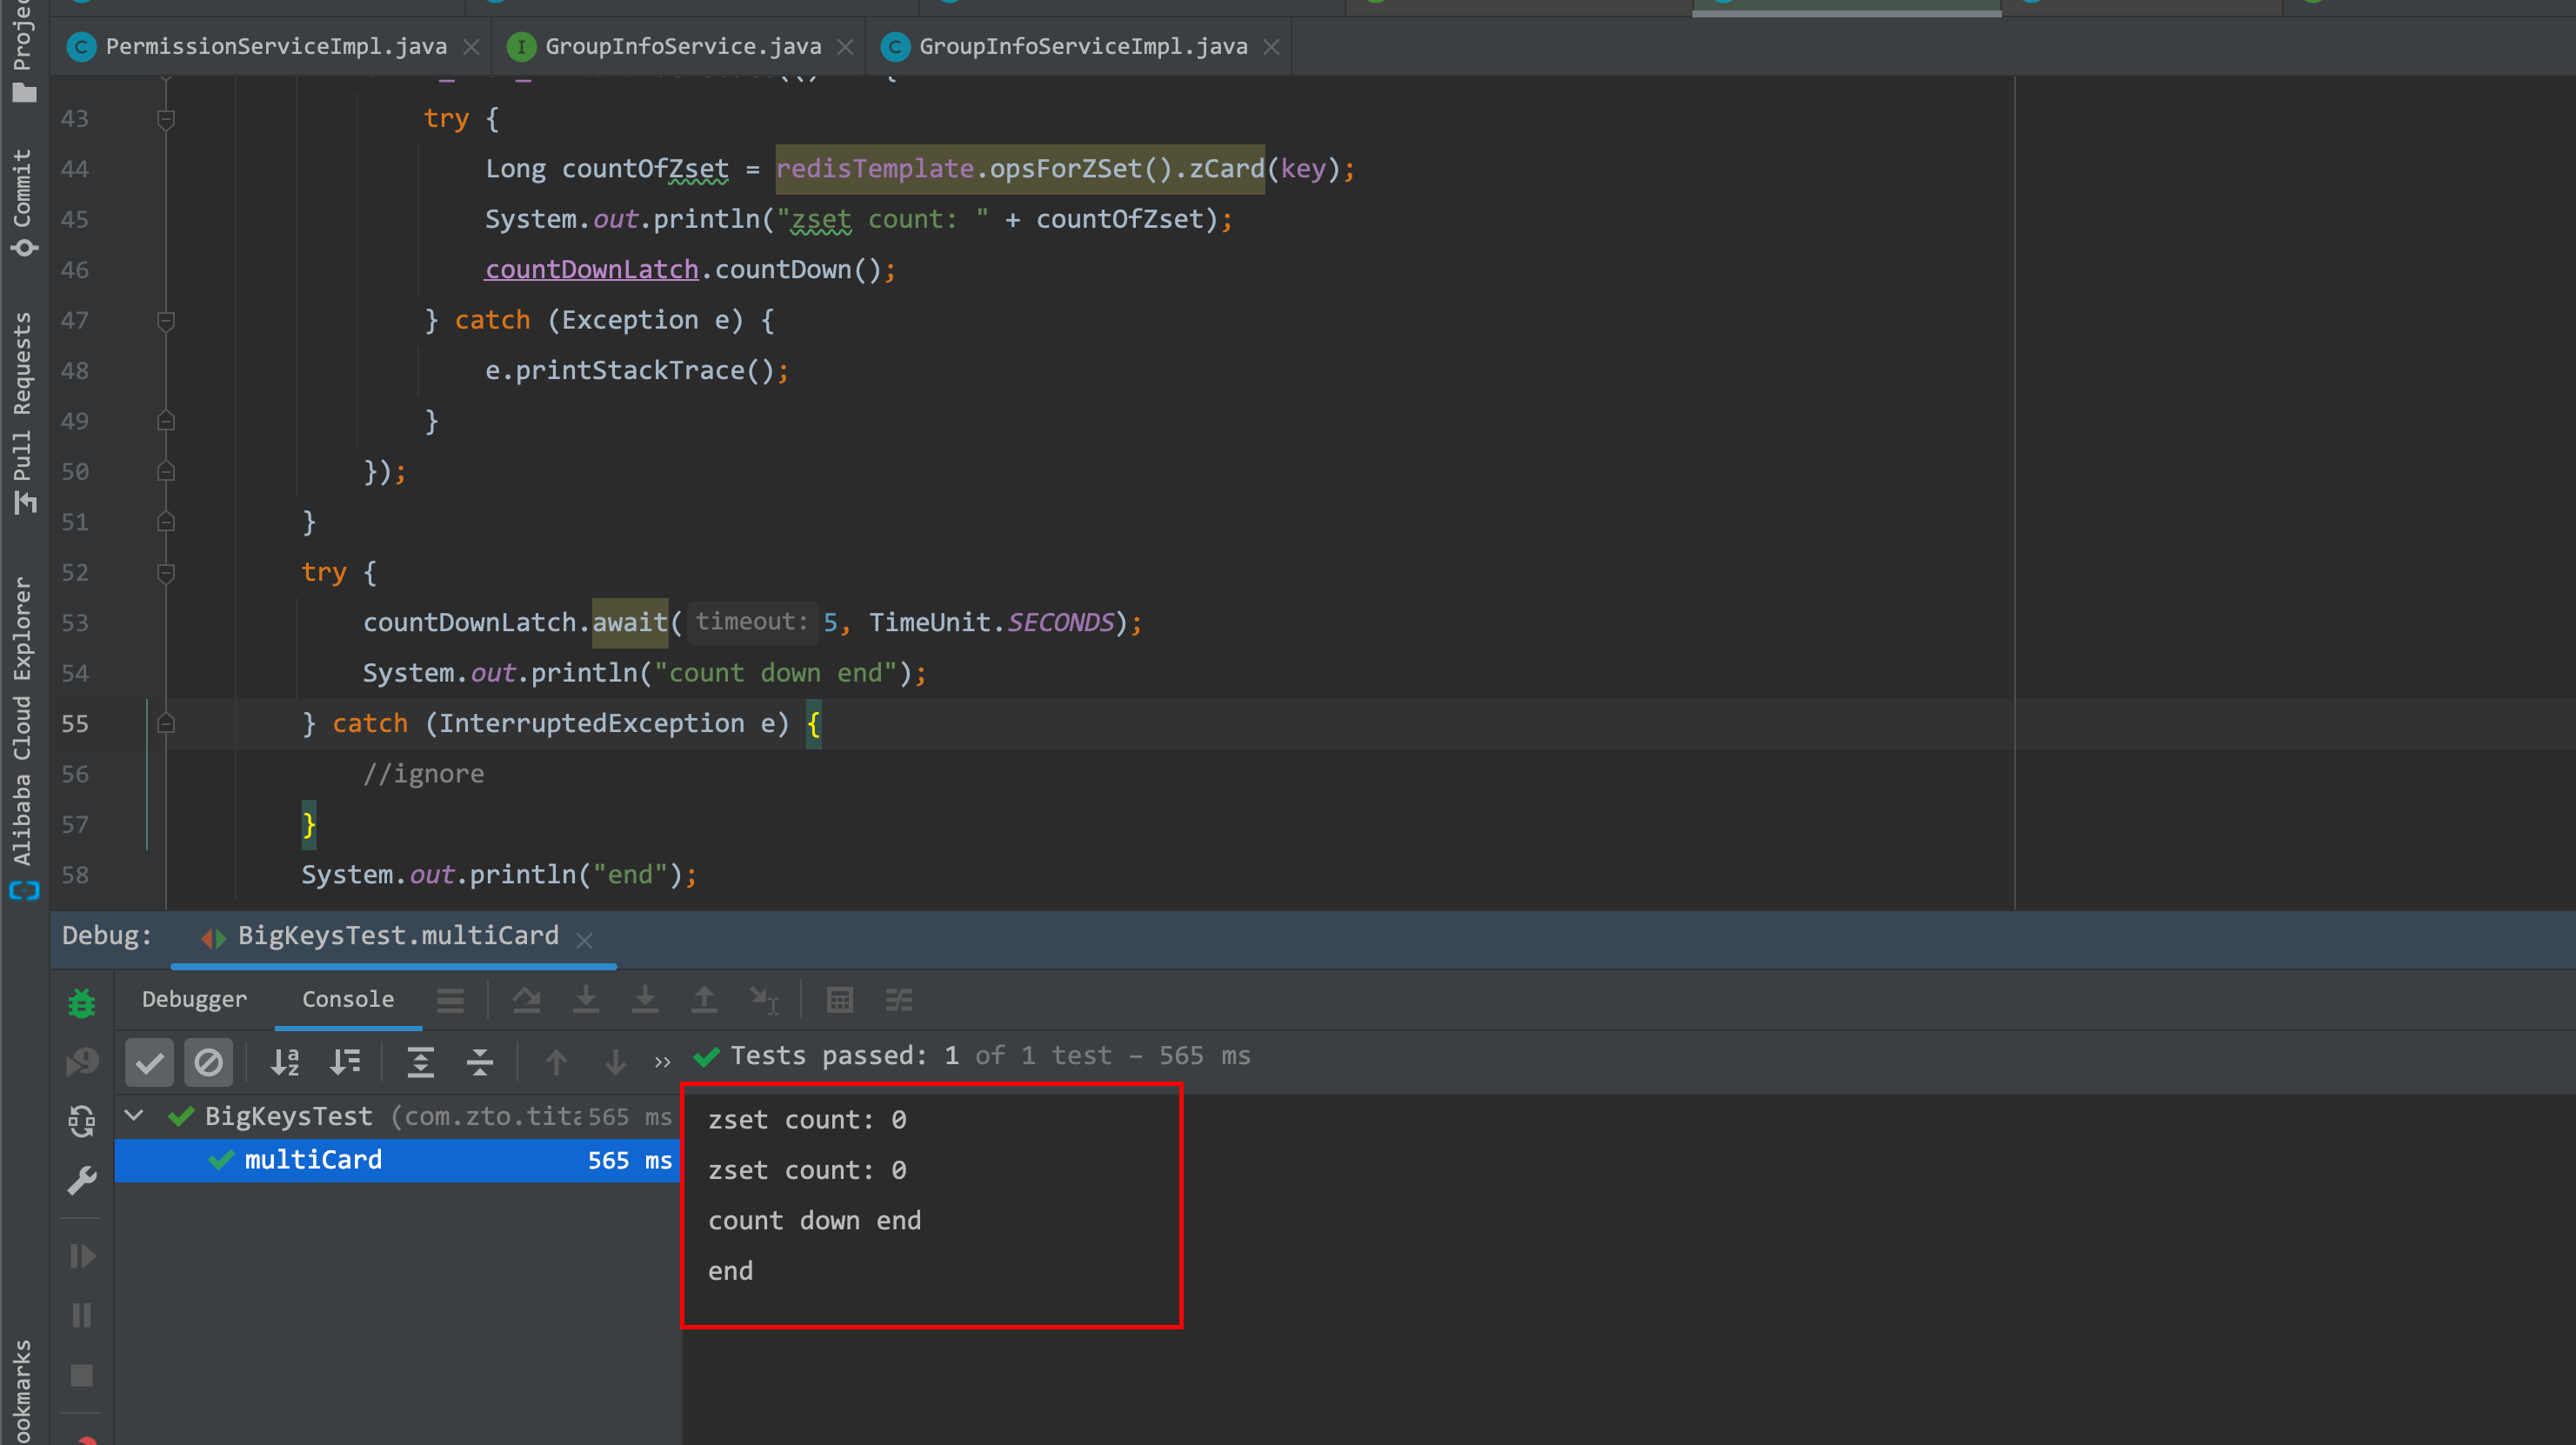 Projec
Commit
Pull Requests
Alibaba Cloud Explorer
ookmarks
PermissionServiceImpl.java
GroupInfoService.java
GroupInfoServiceImpl.java
43 try {
44 Long countOfZset = redisTemplate.opsForZSet().zCard(key);
45 System.out.println("zset count: " + countOfZset);
46 countDownLatch.countDown();
47 } catch (Exception e) {
48 e.printStackTrace();
49 }
50 });
51 }
52 try {
53 countDownLatch.await( timeout: 5, TimeUnit.SECONDS);
54 System.out.println("count down end");
55 } catch (InterruptedException e) {
56 //ignore
57 }
58 System.out.println("end");
Debug: BigKeysTest.multiCard
Debugger Console
Tests passed: 1 of 1 test – 565 ms
BigKeysTest (com.zto.tita 565 ms
multiCard 565 ms
zset count: 0
zset count: 0
count down end
end